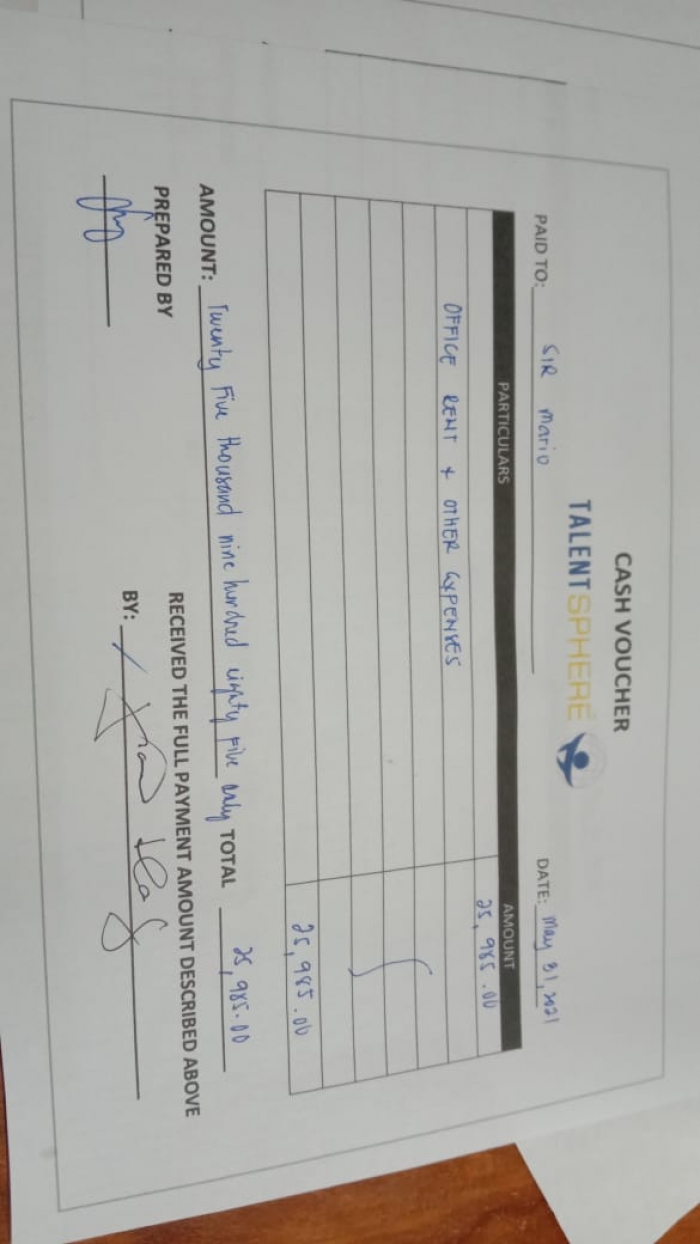 CASH VOUCHER
TALENT SPHERE
PAID TO: SIR Mario DATE: May 31, 2021
PARTICULARS AMOUNT
25,985.00
OFFICE RENT & OTHER EXPENSES
25,985.00
AMOUNT: Twenty Five thousand nine hundred eighty five only TOTAL 25,985.00
PREPARED BY RECEIVED THE FULL PAYMENT AMOUNT DESCRIBED ABOVE
BY: